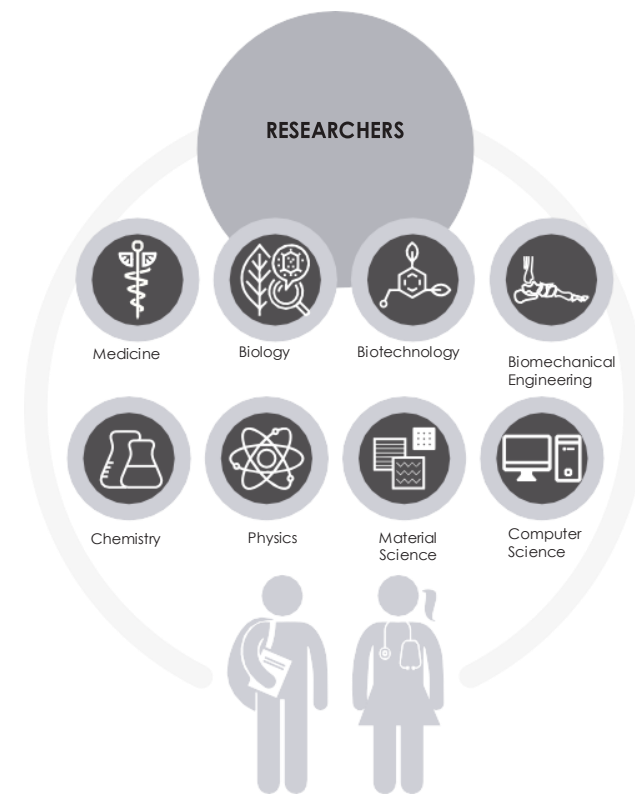 RESEARCHERS
Medicine
Biology
Biotechnology
Biomechanical
Engineering
Chemistry
Physics
Material
Science
Computer
Science